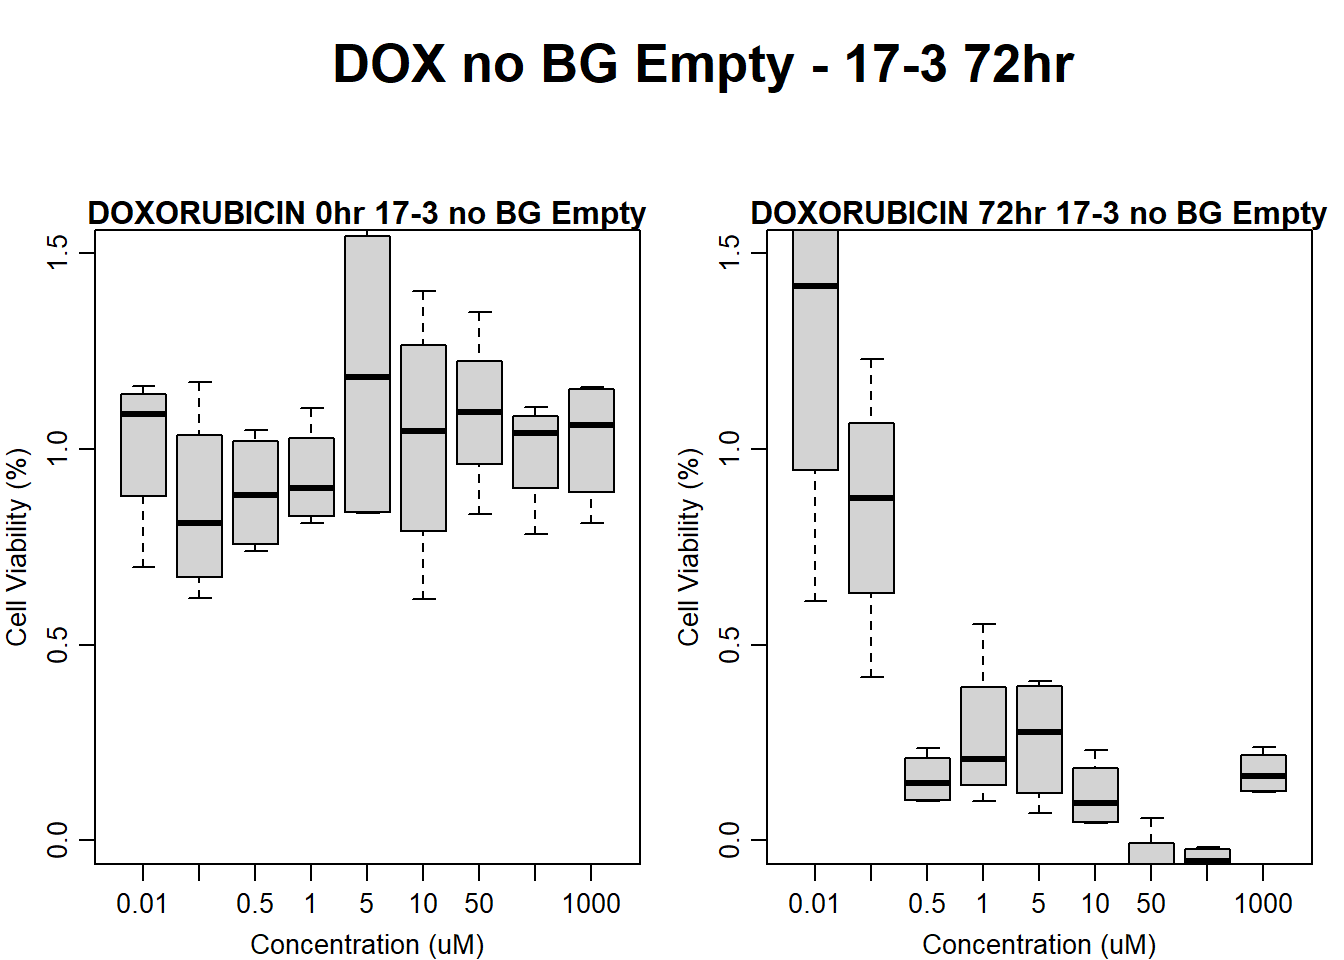 DOX no BG Empty - 17-3 72hr
DOXORUBICIN 0hr 17-3 no BG Empty
Cell Viability (%)
1.5
1.0
0.5
0.0
0.01 0.5 1 5 10 50 1000
Concentration (uM)
DOXORUBICIN 72hr 17-3 no BG Empty
Cell Viability (%)
1.5
1.0
0.5
0.0
0.01 0.5 1 5 10 50 1000
Concentration (uM)